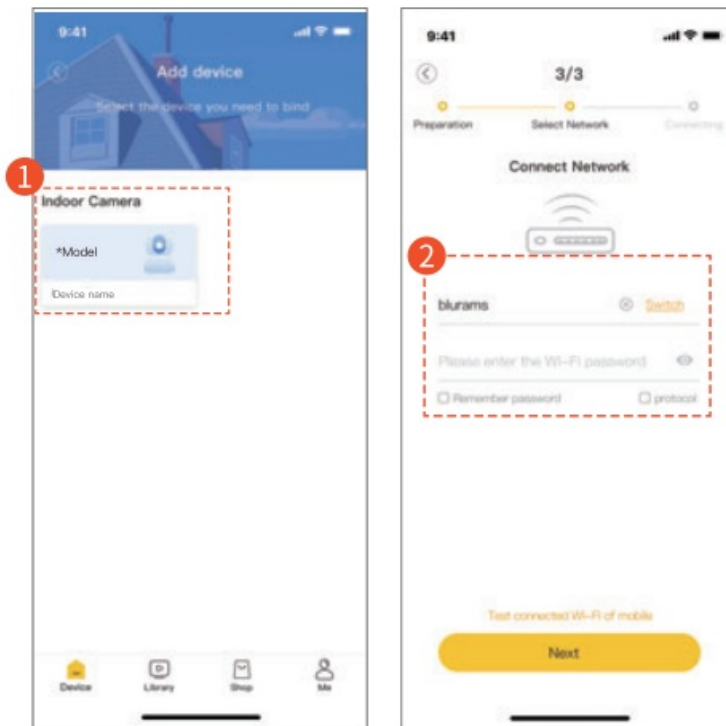 9:41
Add device
Select the device you need to bind
1
Indoor Camera
*Model
Device name
Device
Library
Shop
Me
9:41
3/3
Preparation
Select Network
Connecting
Connect Network
2
blurams
Switch
Please enter the Wi-Fi password
Remember password
protocol
Test connected Wi-Fi of mobile
Next